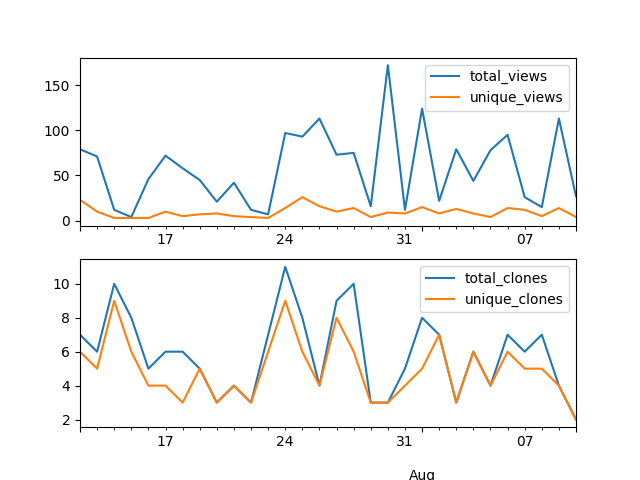 150
100
50
0
total_views
unique_views
17 24 31 07
10
8
6
4
2
total_clones
unique_clones
17 24 31 07
Aug